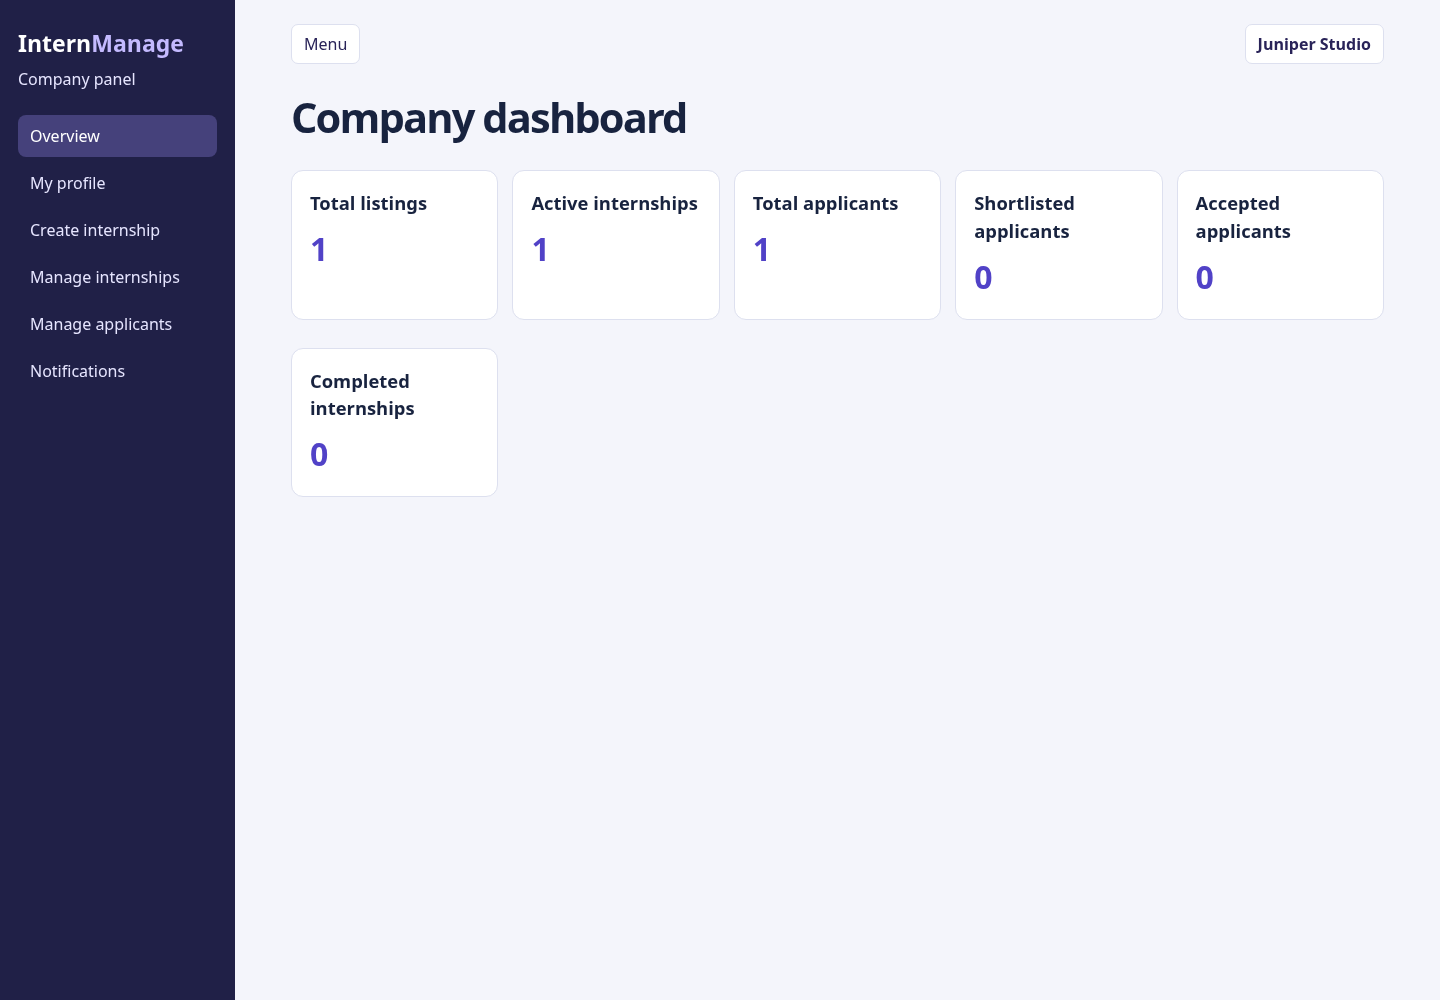 InternManage
Company panel
Overview
My profile
Create internship
Manage internships
Manage applicants
Notifications
Menu
Juniper Studio
Company dashboard
Total listings
1
Active internships
1
Total applicants
1
Shortlisted
applicants
0
Accepted
applicants
0
Completed
internships
0